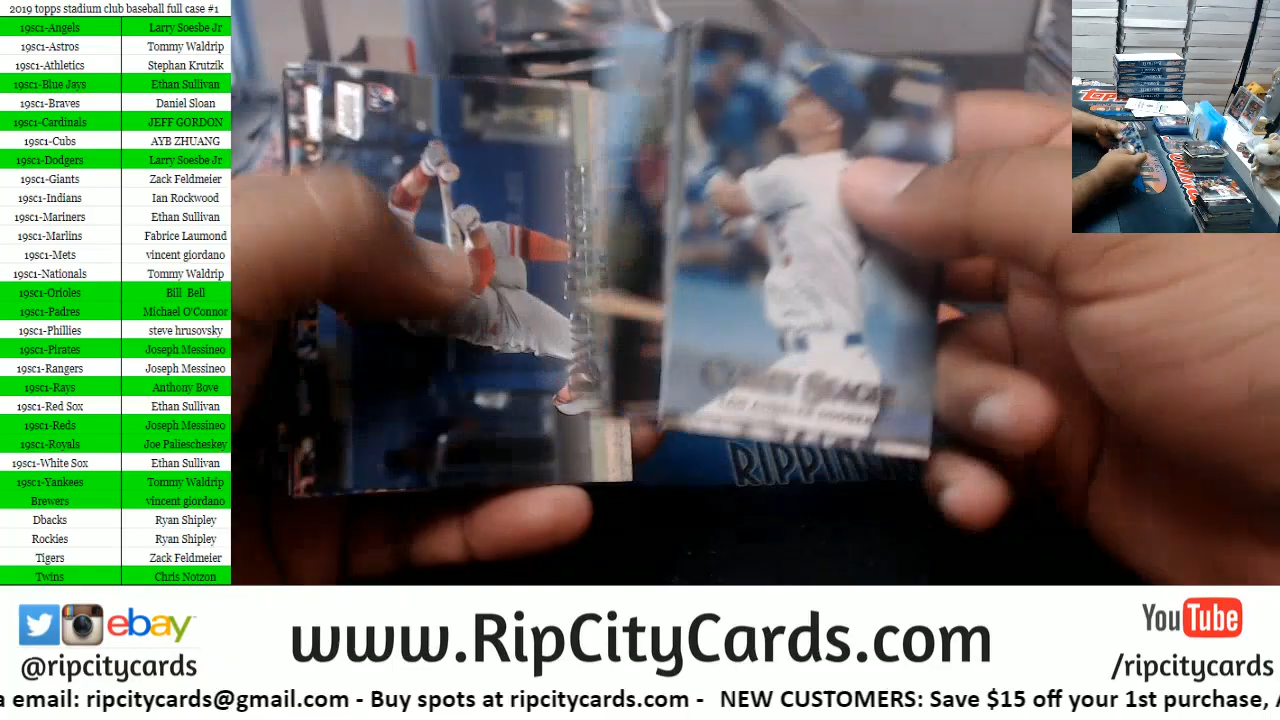 2019 topps stadium club baseball full case #1
19sc1-Angels Larry Soesbe Jr
19sc1-Astros Tommy Waldrip
19sc1-Athletics Stephan Krutzik
19sc1-Blue Jays Ethan Sullivan
19sc1-Braves Daniel Sloan
19sc1-Cardinals JEFF GORDON
19sc1-Cubs AYB ZHUANG
19sc1-Dodgers Larry Soesbe Jr
19sc1-Giants Zack Feldmeier
19sc1-Indians Ian Rockwood
19sc1-Mariners Ethan Sullivan
19sc1-Marlins Fabrice Laumond
19sc1-Mets vincent giordano
19sc1-Nationals Tommy Waldrip
19sc1-Orioles Bill Bell
19sc1-Padres Michael O'Connor
19sc1-Phillies steve hrusovsky
19sc1-Pirates Joseph Messineo
19sc1-Rangers Joseph Messineo
19sc1-Rays Anthony Bove
19sc1-Red Sox Ethan Sullivan
19sc1-Reds Joseph Messineo
19sc1-Royals Joe Paliescheskey
19sc1-White Sox Ethan Sullivan
19sc1-Yankees Tommy Waldrip
Brewers vincent giordano
Dbacks Ryan Shipley
Rockies Ryan Shipley
Tigers Zack Feldmeier
Twins Chris Notzon
ebay
@ripcitycards
www.RipCityCards.com
YouTube
/ripcitycards
a email: ripcitycards@gmail.com - Buy spots at ripcitycards.com - NEW CUSTOMERS: Save $15 off your 1st purchase,